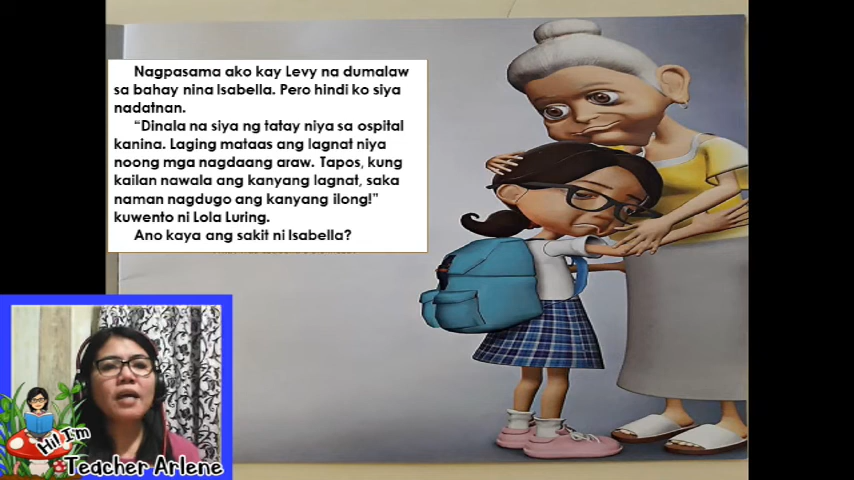 Nagpasama ako kay Levy na dumalaw
sa bahay nina Isabella. Pero hindi ko siya
nadatnan.
“Dinala na siya ng tatay niya sa ospital
kanina. Laging mataas ang lagnat niya
noong mga nagdaang araw. Tapos, kung
kailan nawala ang kanyang lagnat, saka
naman nagdugo ang kanyang ilong!”
kuwento ni Lola Luring.
Ano kaya ang sakit ni Isabella?
Hi! I'm
Teacher Arlene